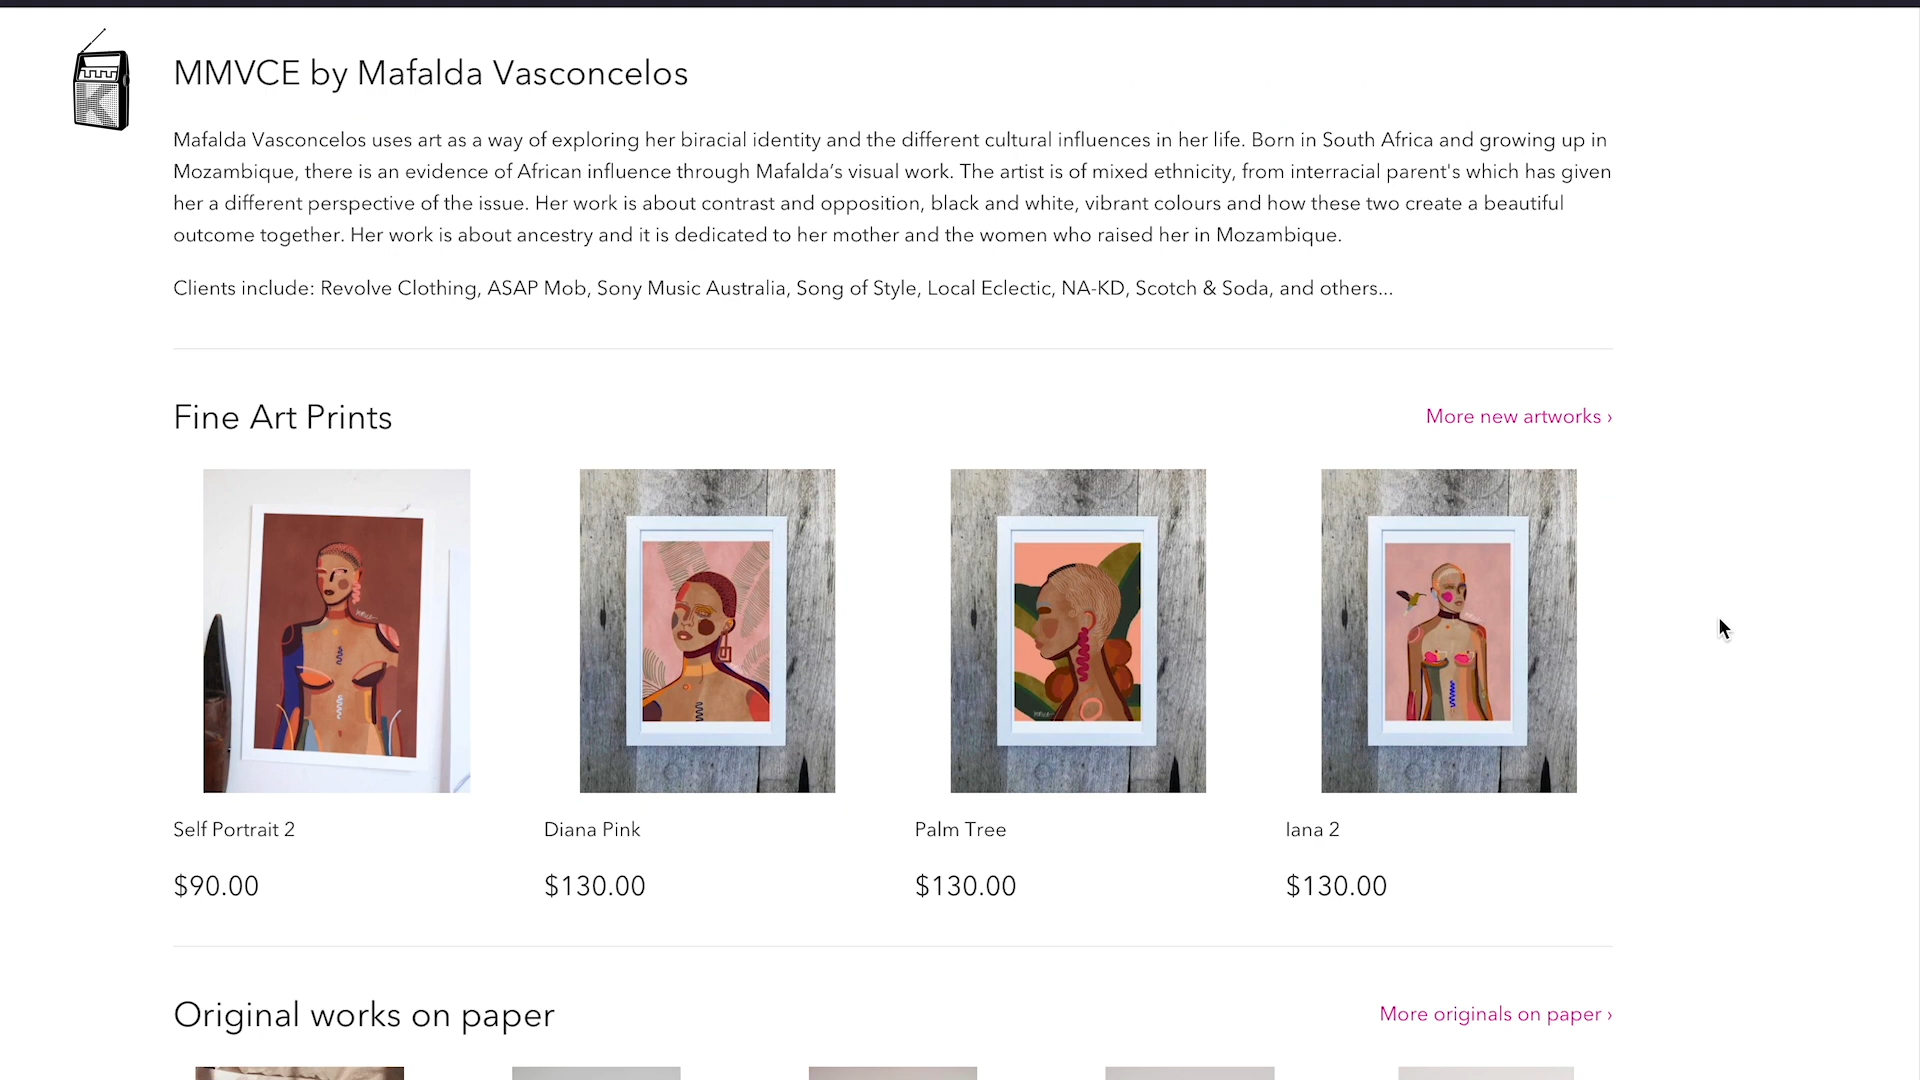 MMVCE by Mafalda Vasconcelos
Mafalda Vasconcelos uses art as a way of exploring her biracial identity and the different cultural influences in her life. Born in South Africa and growing up in
Mozambique, there is an evidence of African influence through Mafalda’s visual work. The artist is of mixed ethnicity, from interracial parent's which has given
her a different perspective of the issue. Her work is about contrast and opposition, black and white, vibrant colours and how these two create a beautiful
outcome together. Her work is about ancestry and it is dedicated to her mother and the women who raised her in Mozambique.
Clients include: Revolve Clothing, ASAP Mob, Sony Music Australia, Song of Style, Local Eclectic, NA-KD, Scotch & Soda, and others...
Fine Art Prints
More new artworks ›
Self Portrait 2
Diana Pink
Palm Tree
Iana 2
$90.00
$130.00
$130.00
$130.00
Original works on paper
More originals on paper ›